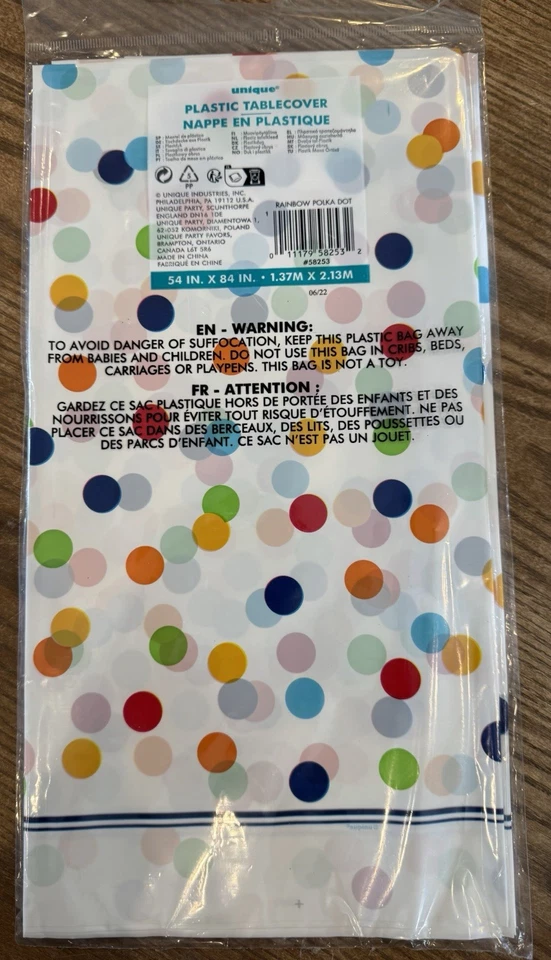 unique®
PLASTIC TABLECOVER
NAPPE EN PLASTIQUE
PP
© UNIQUE INDUSTRIES, INC.
PHILADELPHIA, PA 19112 U.S.A.
UNIQUE PARTY, SCUNTHORPE
ENGLAND DN16 1DE
UNIQUE PARTY, DIAMENTOWA 1,
62-052 KOMORNIKI, POLAND
UNIQUE PARTY FAVORS,
BRAMPTON, ONTARIO
CANADA L6T 5R6
MADE IN CHINA
FABRIQUÉ EN CHINE
RAINBOW POLKA DOT
0 11179 58253 2
#58253
54 IN. X 84 IN. • 1.37M X 2.13M
06/22
EN - WARNING:
TO AVOID DANGER OF SUFFOCATION, KEEP THIS PLASTIC BAG AWAY
FROM BABIES AND CHILDREN. DO NOT USE THIS BAG IN CRIBS, BEDS,
CARRIAGES OR PLAYPENS. THIS BAG IS NOT A TOY.
FR - ATTENTION :
GARDEZ CE SAC PLASTIQUE HORS DE PORTÉE DES ENFANTS ET DES
NOURRISSONS POUR ÉVITER TOUT RISQUE D'ÉTOUFFEMENT. NE PAS
PLACER CE SAC DANS DES BERCEAUX, DES LITS, DES POUSSETTES OU
DES PARCS D'ENFANT. CE SAC N'EST PAS UN JOUET.